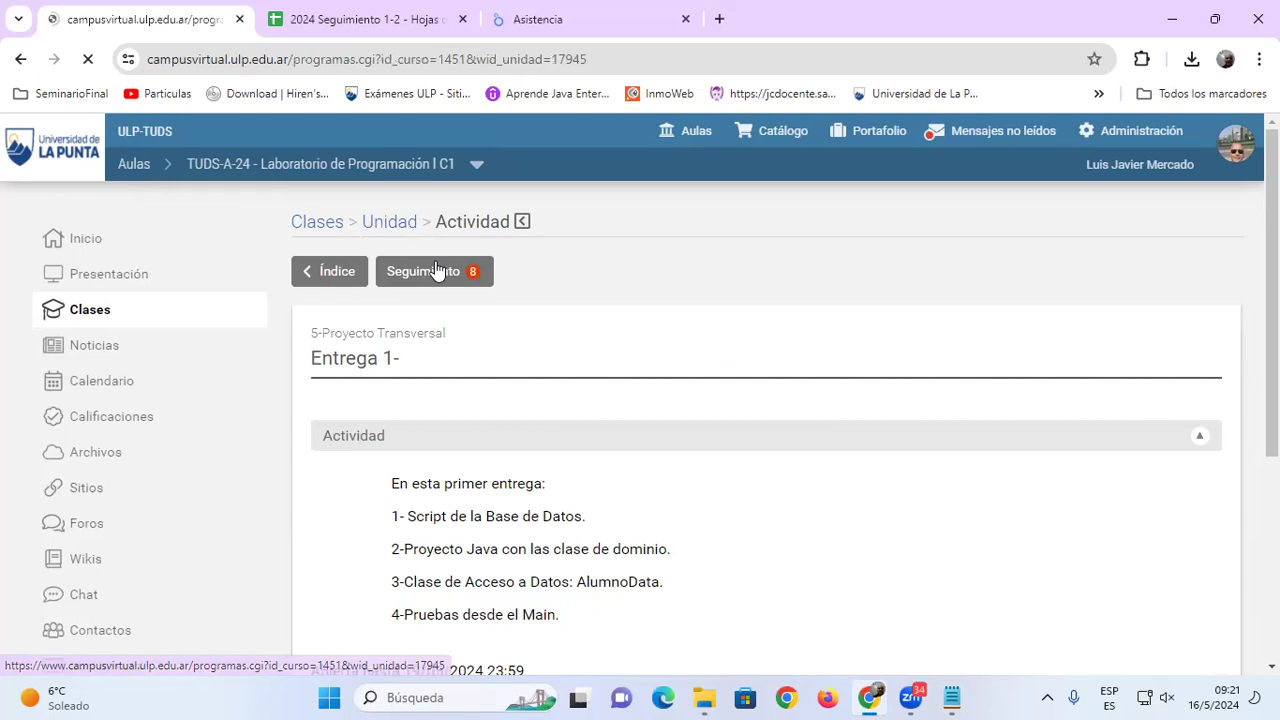 campusvirtual.ulp.edu.ar/progra
2024 Seguimiento 1-2 - Hojas d
Asistencia
campusvirtual.ulp.edu.ar/programas.cgi?id_curso=1451&wid_unidad=17945
SeminarioFinal
Particulas
Download | Hiren's...
Exámenes ULP - Siti...
Aprende Java Enter...
InmoWeb
https://jcdocente.sa...
Universidad de La P...
»
Todos los marcadores
Universidad de
LA PUNTA
ULP-TUDS
Aulas
Catálogo
Portafolio
Mensajes no leídos
Administración
Aulas
TUDS-A-24 - Laboratorio de Programación I C1
Luis Javier Mercado
Clases > Unidad > Actividad
Índice
Seguimiento 8
Inicio
Presentación
Clases
Noticias
Calendario
Calificaciones
Archivos
Sitios
Foros
Wikis
Chat
Contactos
5-Proyecto Transversal
Entrega 1-
Actividad
En esta primer entrega:
1- Script de la Base de Datos.
2-Proyecto Java con las clase de dominio.
3-Clase de Acceso a Datos: AlumnoData.
4-Pruebas desde el Main.
2024 23:59
https://www.campusvirtual.ulp.edu.ar/programas.cgi?id_curso=1451&wid_unidad=17945
6°C
Soleado
Búsqueda
34
ESP
ES
09:21
16/5/2024